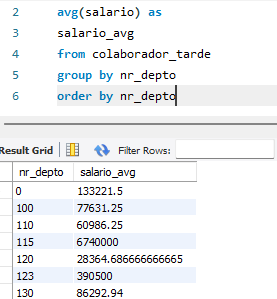 2 avg(salario) as
3 salario_avg
4 from colaborador_tarde
5 group by nr_depto
6 order by nr_depto
Result Grid Filter Rows:
nr_depto salario_avg
0 133221.5
100 77631.25
110 60986.25
115 6740000
120 28364.686666666665
123 390500
130 86292.94